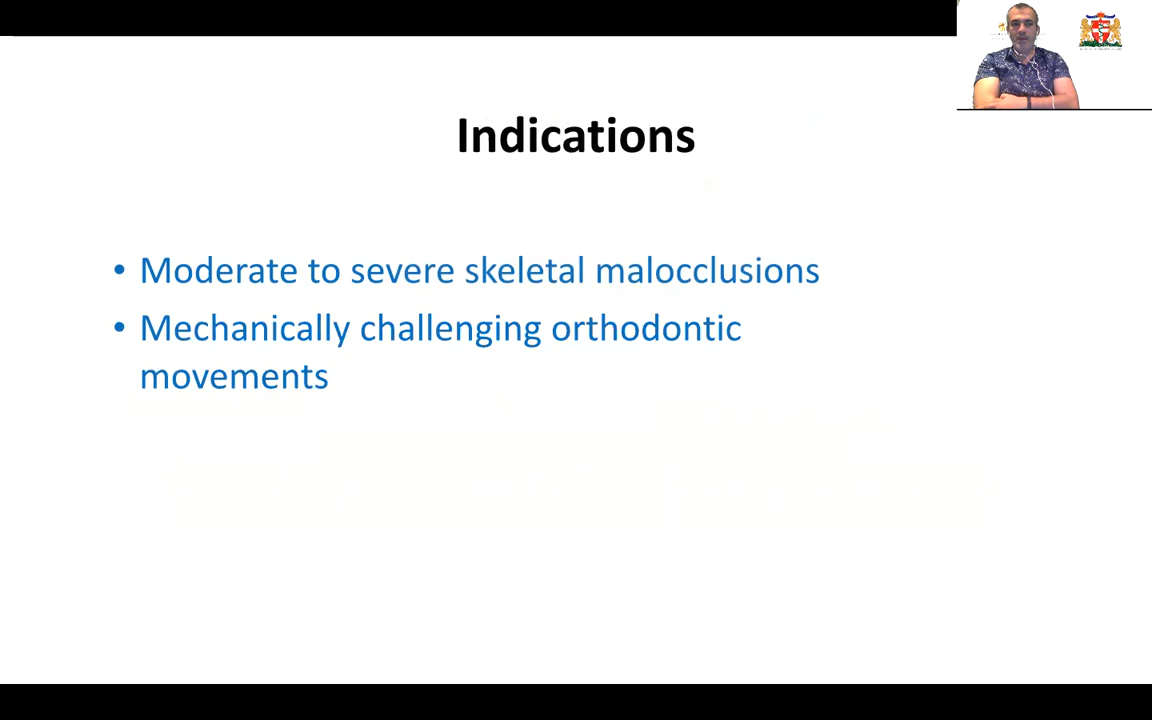 Indications
• Moderate to severe skeletal malocclusions
• Mechanically challenging orthodontic
movements